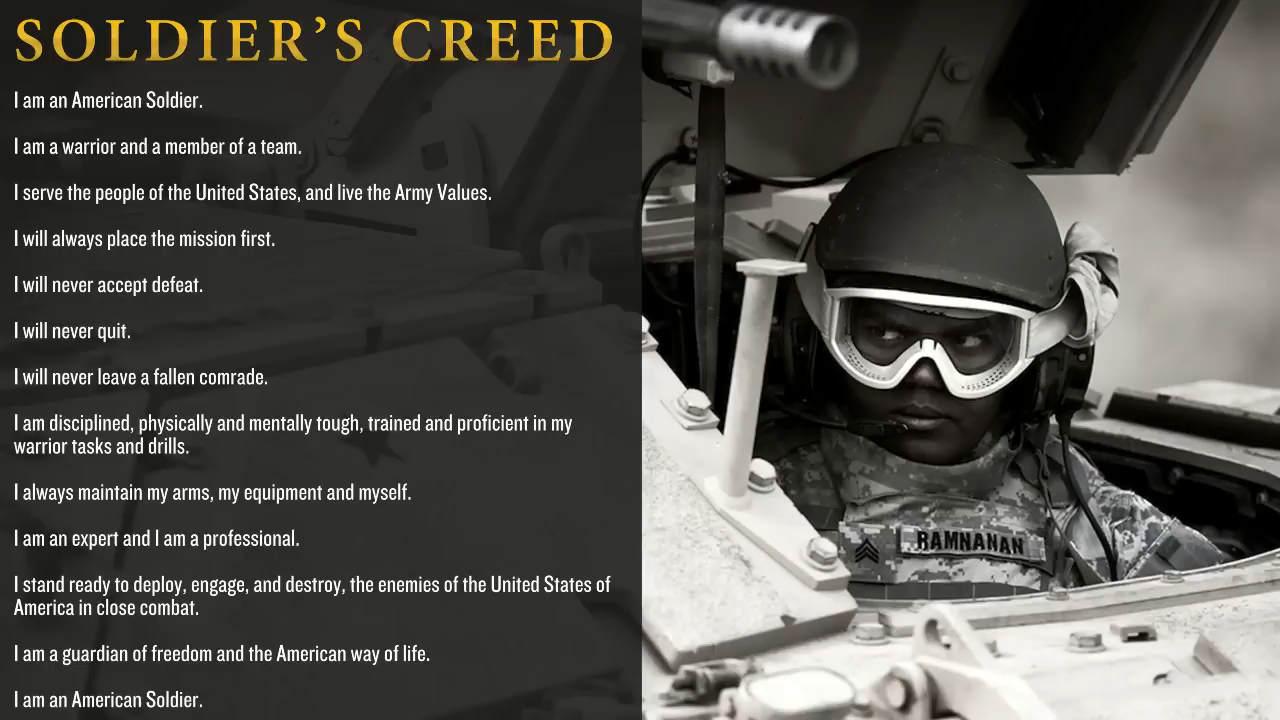 SOLDIER'S CREED
I am an American Soldier.
I am a warrior and a member of a team.
I serve the people of the United States, and live the Army Values.
I will always place the mission first.
I will never accept defeat.
I will never quit.
I will never leave a fallen comrade.
I am disciplined, physically and mentally tough, trained and proficient in my
warrior tasks and drills.
I always maintain my arms, my equipment and myself.
I am an expert and I am a professional.
I stand ready to deploy, engage, and destroy, the enemies of the United States of
America in close combat.
I am a guardian of freedom and the American way of life.
I am an American Soldier.
RAMNANAN